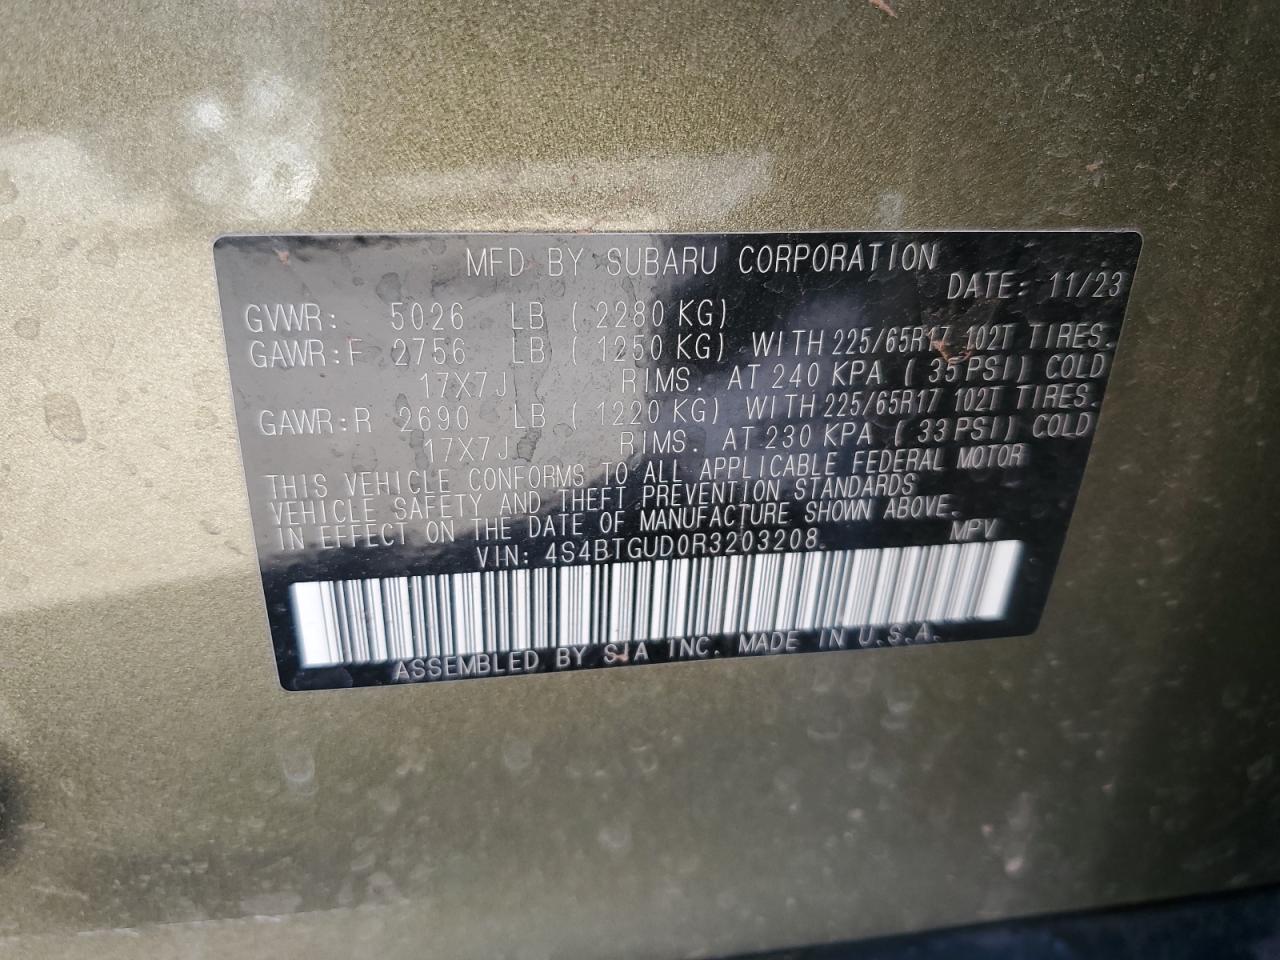 MFD BY SUBARU CORPORATION
DATE: 11/23
GVWR: 5026 LB (2280 KG)
GAWR:F 2756 LB (1250 KG) WITH 225/65R17 102T TIRES.
17X7J RIMS. AT 240 KPA (35 PSI) COLD
GAWR:R 2690 LB (1220 KG) WITH 225/65R17 102T TIRES.
17X7J RIMS. AT 230 KPA (33 PSI) COLD
THIS VEHICLE CONFORMS TO ALL APPLICABLE FEDERAL MOTOR
VEHICLE SAFETY AND THEFT PREVENTION STANDARDS
IN EFFECT ON THE DATE OF MANUFACTURE SHOWN ABOVE.
VIN: 4S4BTGUD0R3203208 MPV
ASSEMBLED BY SIA INC. MADE IN U.S.A.